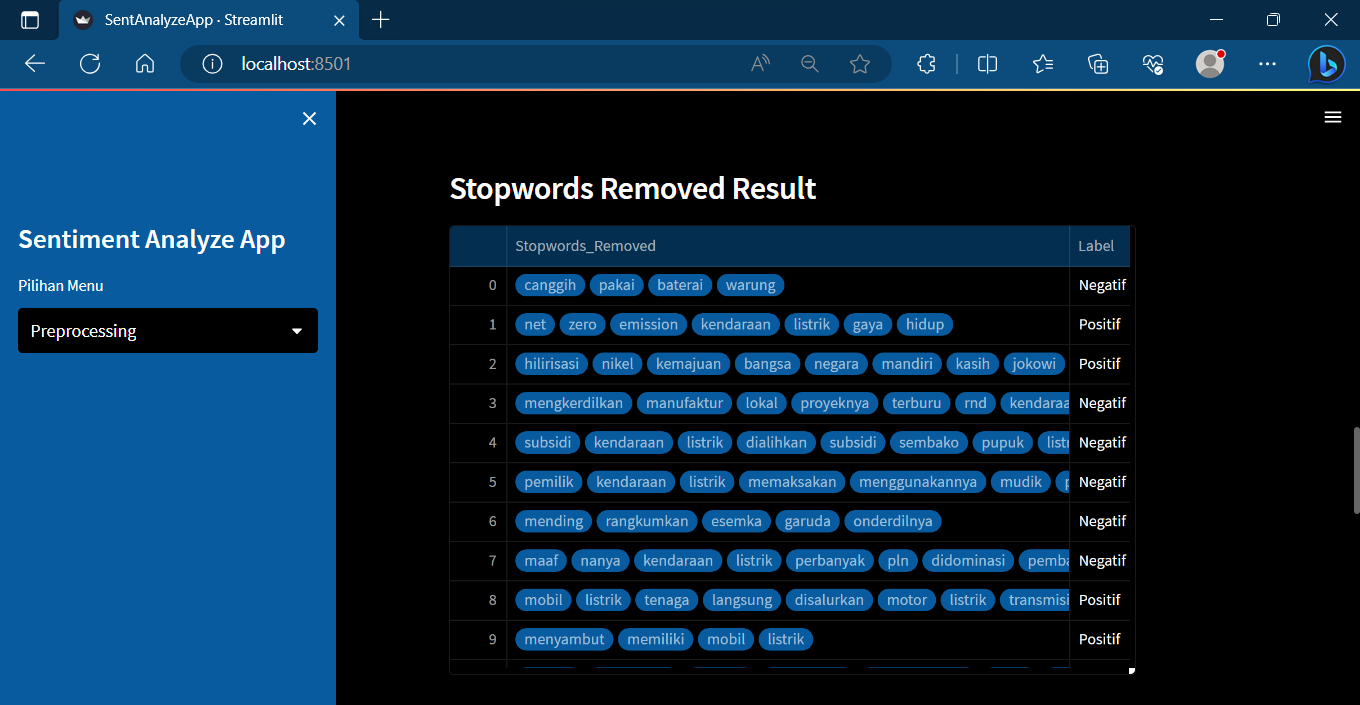 SentAnalyzeApp · Streamlit
localhost:8501
Sentiment Analyze App
Pilihan Menu
Preprocessing
Stopwords Removed Result
Stopwords_Removed Label
0 canggih pakai baterai warung Negatif
1 net zero emission kendaraan listrik gaya hidup Positif
2 hilirisasi nikel kemajuan bangsa negara mandiri kasih jokowi Positif
3 mengkerdilkan manufaktur lokal proyeknya terburu rnd kendaraa Negatif
4 subsidi kendaraan listrik dialihkan subsidi sembako pupuk listr Negatif
5 pemilik kendaraan listrik memaksakan menggunakannya mudik Negatif
6 mending rangkumkan esemka garuda onderdilnya Negatif
7 maaf nanya kendaraan listrik perbanyak pln didominasi pemba Negatif
8 mobil listrik tenaga langsung disalurkan motor listrik transmisi Positif
9 menyambut memiliki mobil listrik Positif